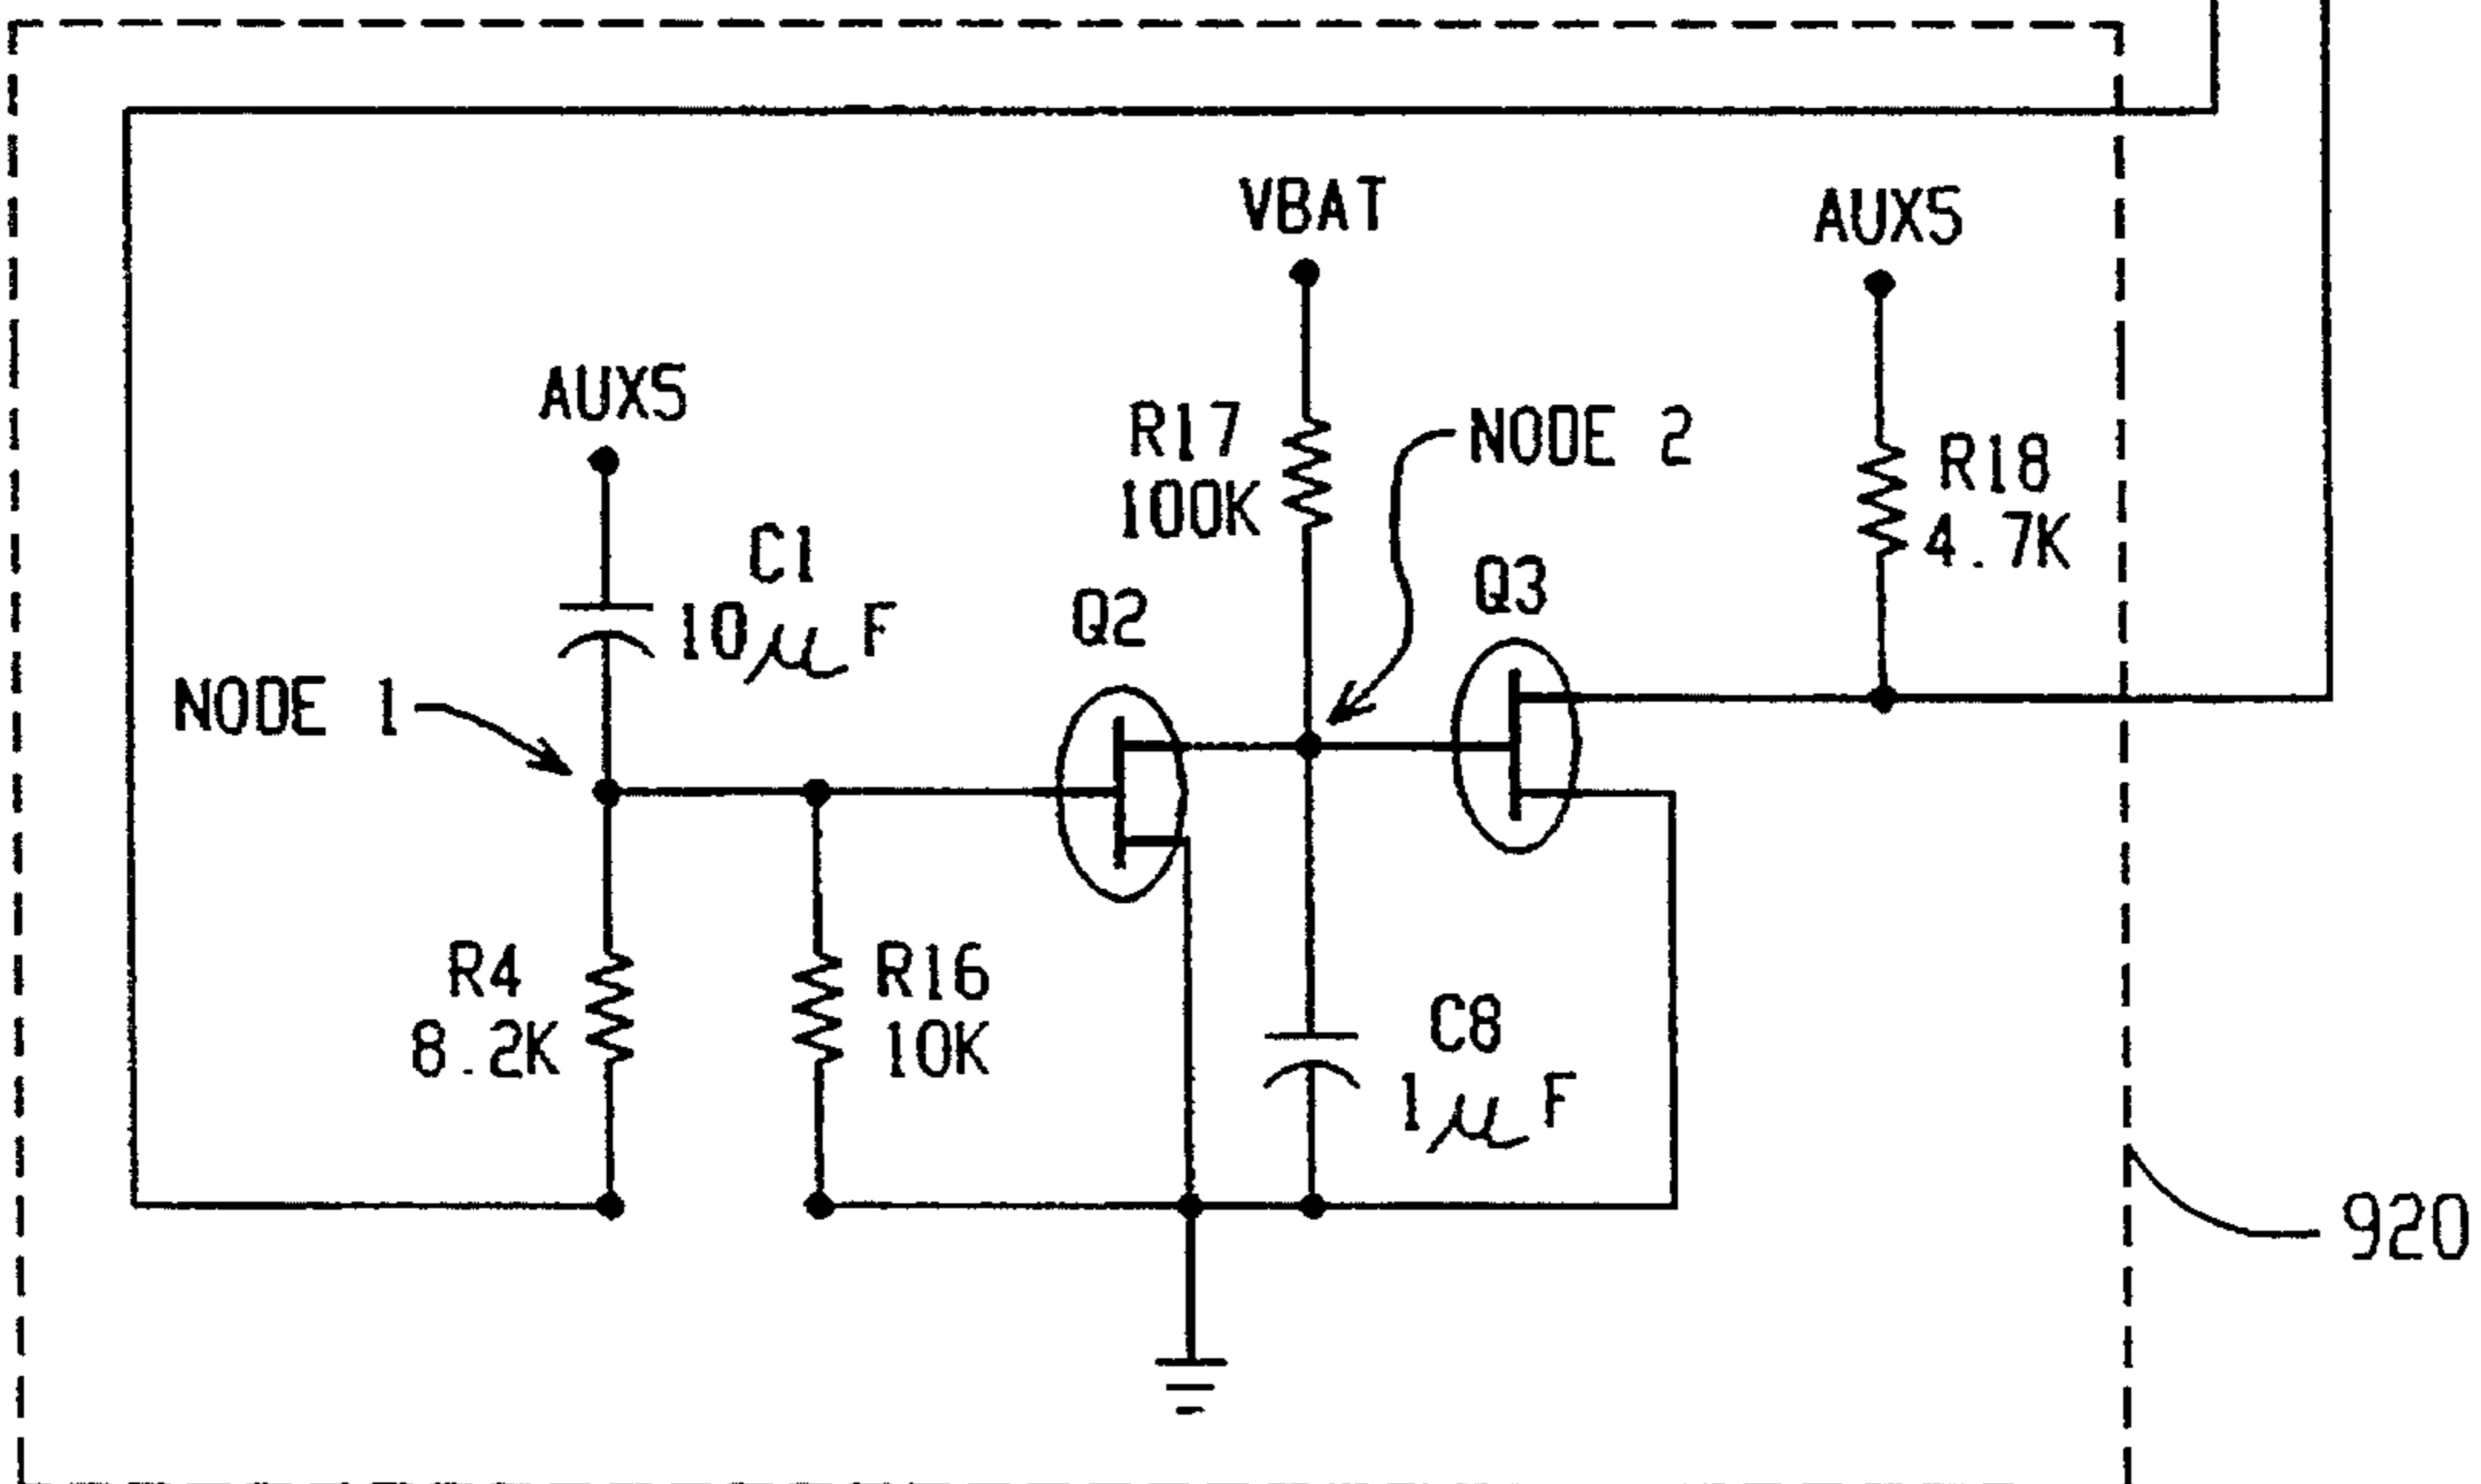 VBAT
AUX5
AUX5
R17
100K
NODE 2
R18
4.7K
C1
10µF
Q2
Q3
NODE 1
R4
8.2K
R16
10K
C8
1µF
920